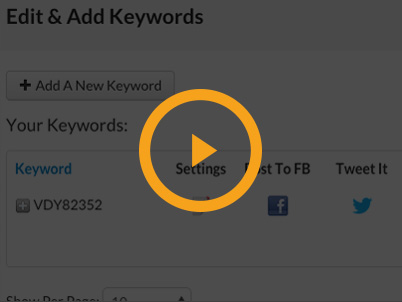 Edit & Add Keywords
Add A New Keyword
Your Keywords:
Keyword Settings Post To FB Tweet It
VDY82352
Show Per Page: 10